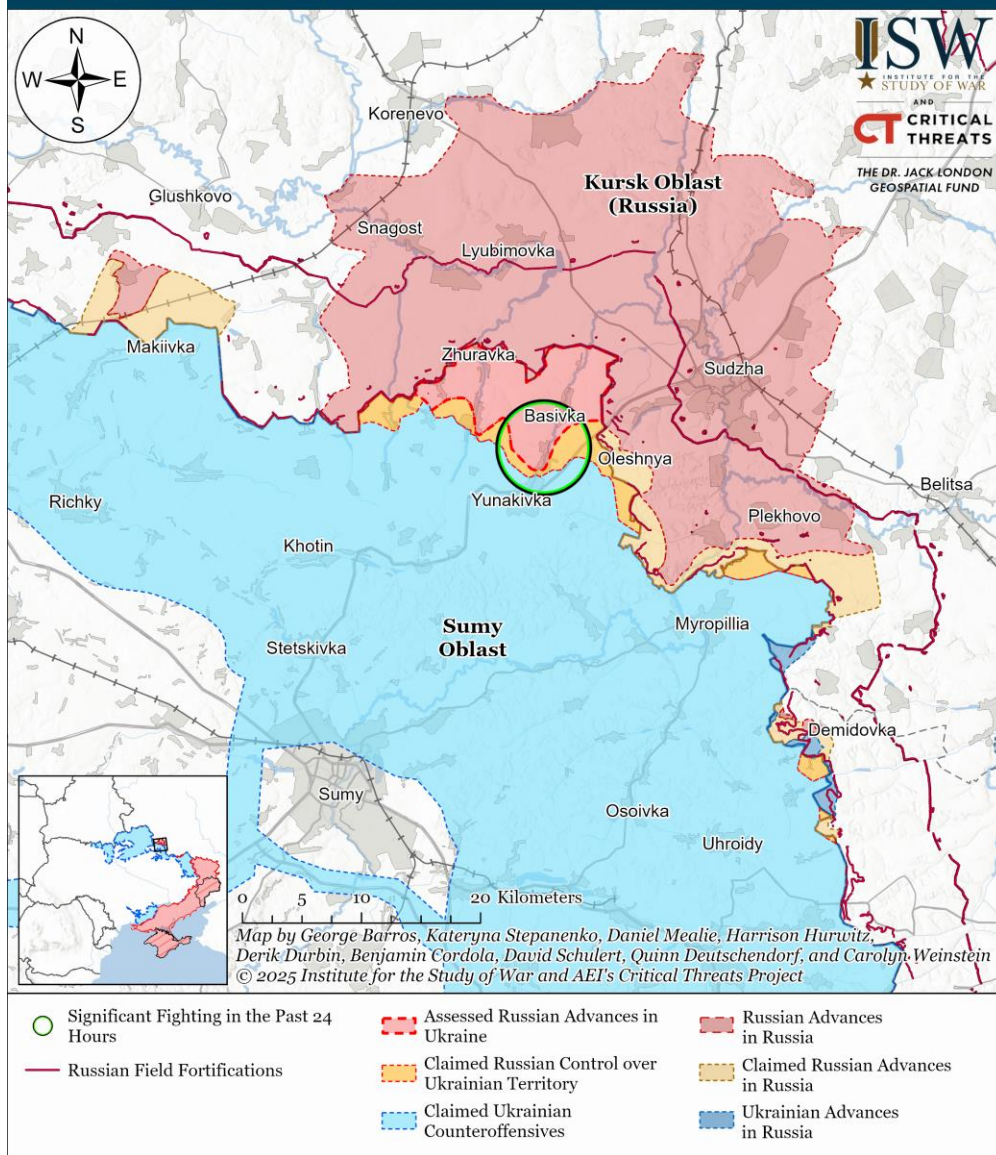 N
W E
S
ISW
INSTITUTE FOR THE
STUDY OF WAR
AND
CT CRITICAL
THREATS
THE DR. JACK LONDON
GEOSPATIAL FUND
Korenevo
Kursk Oblast
(Russia)
Glushkovo
Snagost
Lyubimovka
Makiivka
Zhuravka
Sudzha
Basivka
Oleshnya
Belitsa
Richky
Yunakivka
Plekhovo
Khotin
Myropillia
Sumy
Oblast
Stetskivka
Demidovka
Sumy
Osoivka
Uhroidy
0 5 10 20 Kilometers
Map by George Barros, Kateryna Stepanenko, Daniel Mealie, Harrison Hurwitz,
Derik Durbin, Benjamin Cordola, David Schulert, Quinn Deutschendorf, and Carolyn Weinstein
© 2025 Institute for the Study of War and AEI's Critical Threats Project
Significant Fighting in the Past 24
Hours
Russian Field Fortifications
Assessed Russian Advances in
Ukraine
Claimed Russian Control over
Ukrainian Territory
Claimed Ukrainian
Counteroffensives
Russian Advances
in Russia
Claimed Russian Advances
in Russia
Ukrainian Advances
in Russia